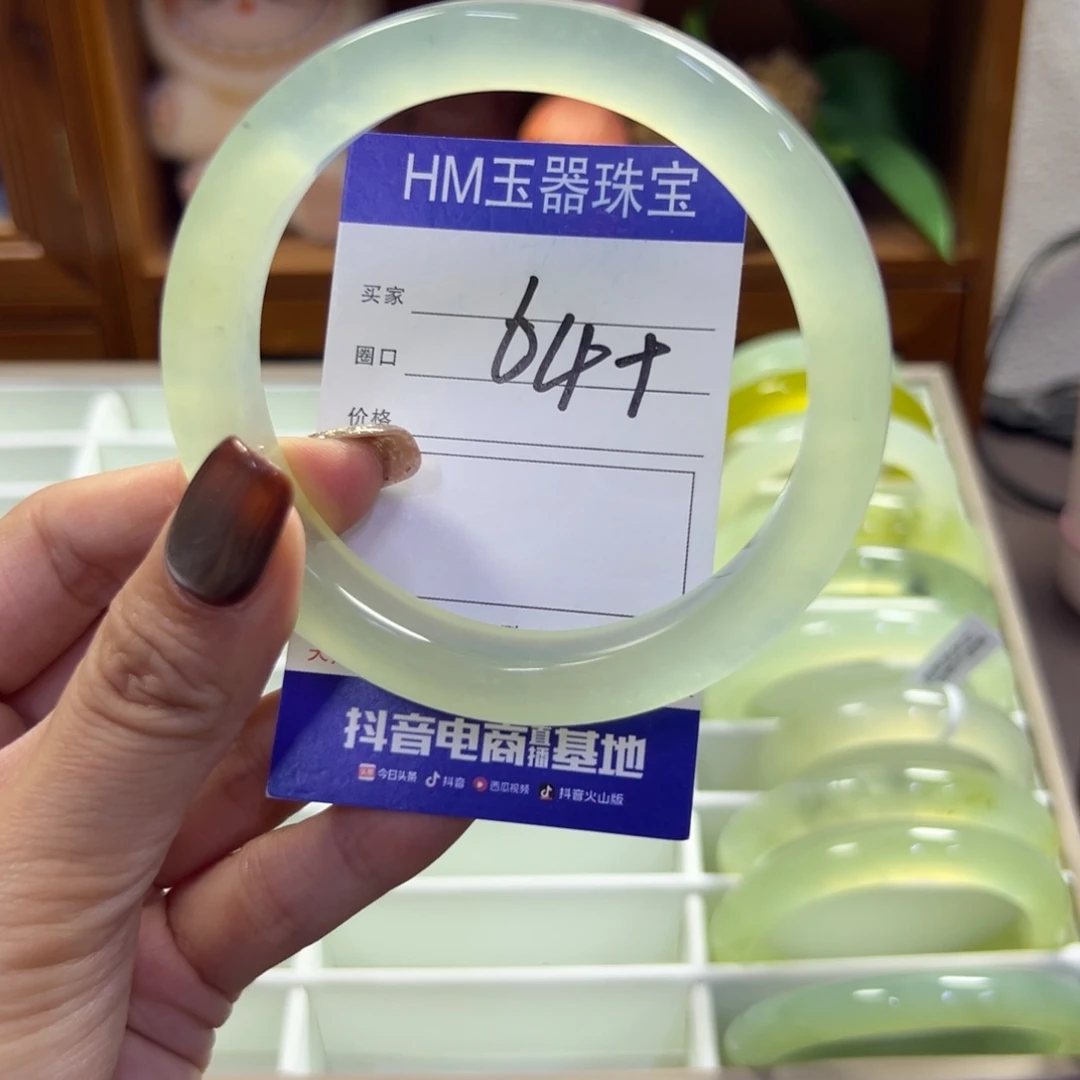 HM玉器珠宝
买家
圈口 64+
价格
抖音电商直播基地
今日头条 抖音 西瓜视频 抖音火山版